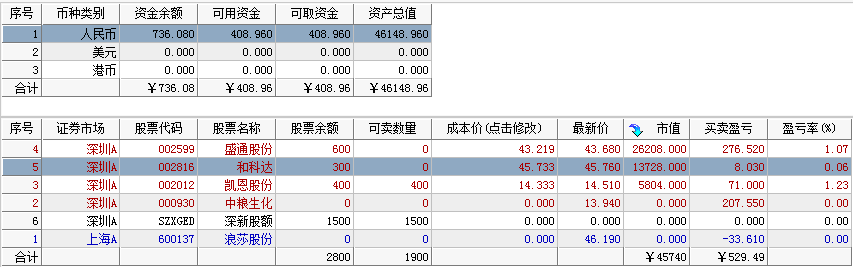 序号 币种类别 资金余额 可用资金 可取资金 资产总值
1 人民币 736.080 408.960 408.960 46148.960
2 美元 0.000 0.000 0.000 0.000
3 港币 0.000 0.000 0.000 0.000
合计 ￥736.08 ￥408.96 ￥408.96 ￥46148.96
序号 证券市场 股票代码 股票名称 股票余额 可卖数量 成本价(点击修改) 最新价 市值 买卖盈亏 盈亏率(%)
4 深圳A 002599 盛通股份 600 0 43.219 43.680 26208.000 276.520 1.07
5 深圳A 002816 和科达 300 0 45.733 45.760 13728.000 8.030 0.06
3 深圳A 002012 凯恩股份 400 400 14.333 14.510 5804.000 71.000 1.23
2 深圳A 000930 中粮生化 0 0 0.000 13.940 0.000 207.550 0.00
6 深圳A SZXGED 深新股额 1500 1500 0.000 0.000 0.000 0.000 0.00
1 上海A 600137 浪莎股份 0 0 0.000 46.190 0.000 -33.610 0.00
合计 2800 1900 ￥45740 ￥529.49